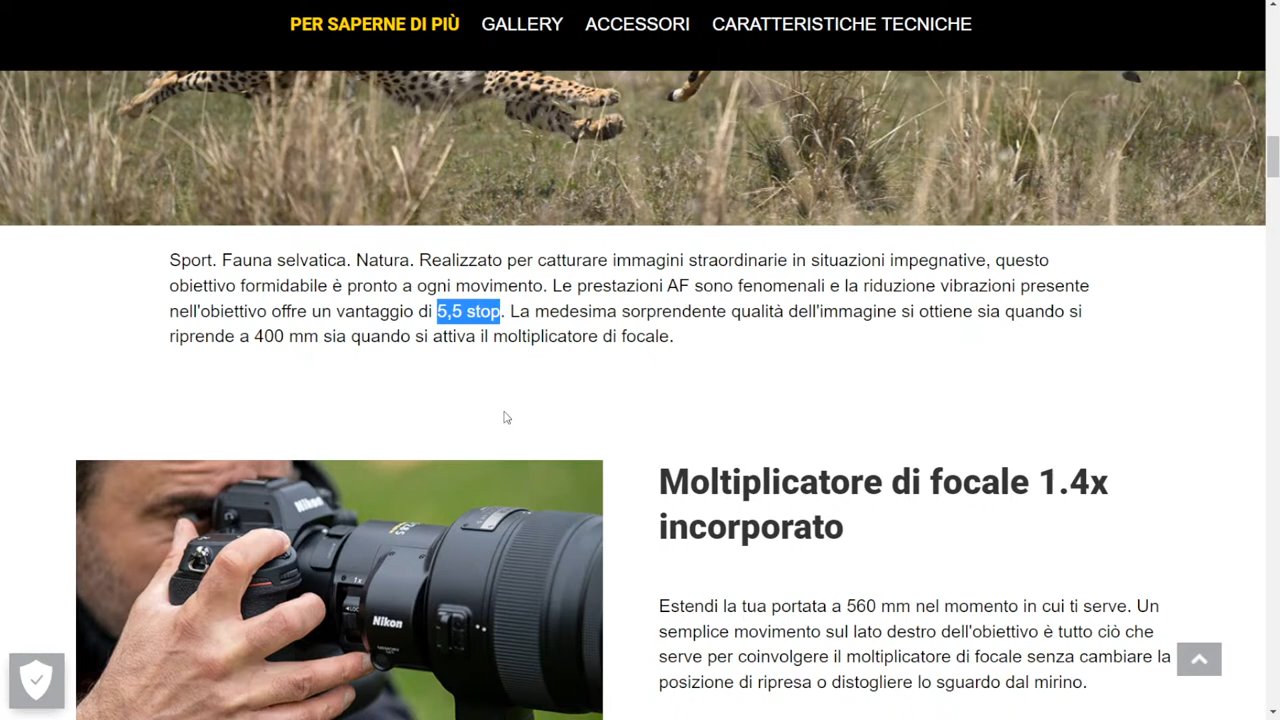 PER SAPERNE DI PIÙ GALLERY ACCESSORI CARATTERISTICHE TECNICHE
Sport. Fauna selvatica. Natura. Realizzato per catturare immagini straordinarie in situazioni impegnative, questo
obiettivo formidabile è pronto a ogni movimento. Le prestazioni AF sono fenomenali e la riduzione vibrazioni presente
nell'obiettivo offre un vantaggio di 5,5 stop. La medesima sorprendente qualità dell'immagine si ottiene sia quando si
riprende a 400 mm sia quando si attiva il moltiplicatore di focale.
Moltiplicatore di focale 1.4x
incorporato
Estendi la tua portata a 560 mm nel momento in cui ti serve. Un
semplice movimento sul lato destro dell'obiettivo è tutto ciò che
serve per coinvolgere il moltiplicatore di focale senza cambiare la
posizione di ripresa o distogliere lo sguardo dal mirino.
Nikon
Nikon